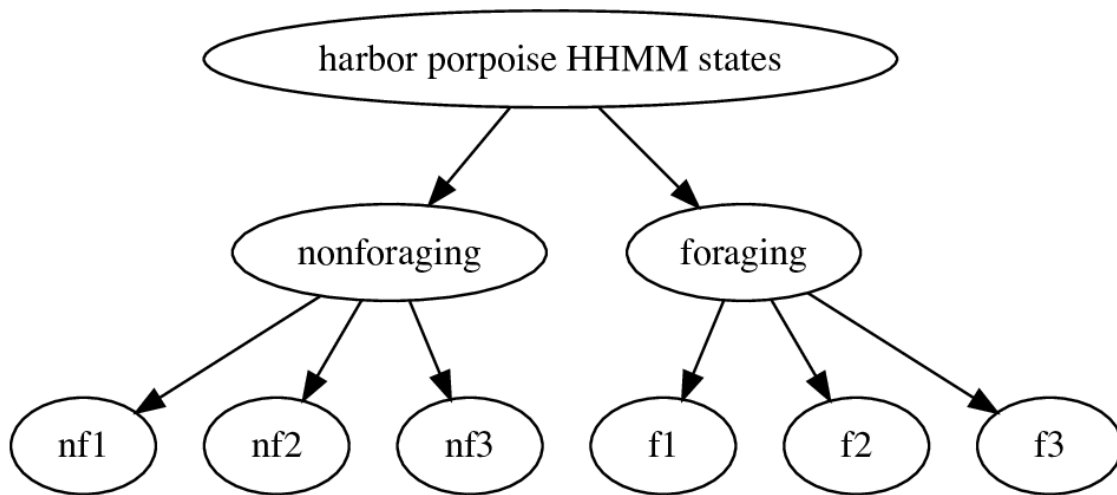 harbor porpoise HHMM states
nonforaging
foraging
nf1
nf2
nf3
f1
f2
f3